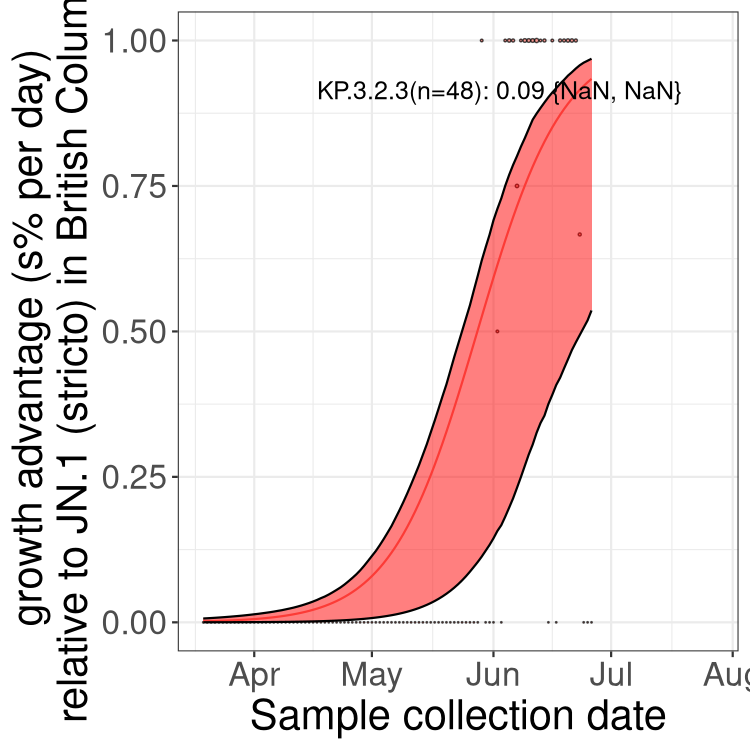 growth advantage (s% per day)
relative to JN.1 (stricto) in British Colum
1.00
0.75
0.50
0.25
0.00
KP.3.2.3(n=48): 0.09 {NaN, NaN}
Apr May Jun Jul Aug
Sample collection date